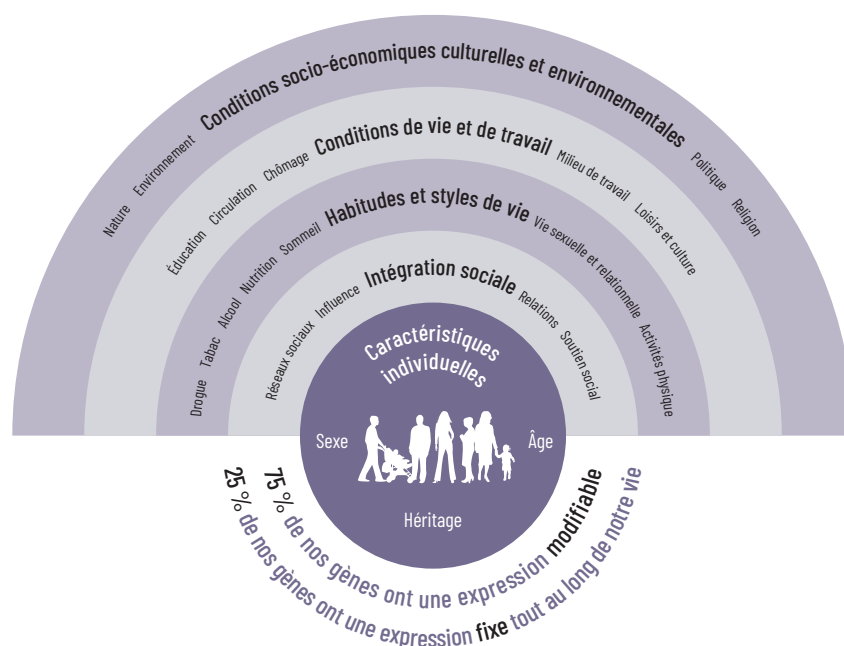 Conditions socio-économiques culturelles et environnementales
Nature Environnement Politique Religion
Conditions de vie et de travail
Éducation Circulation Chômage Milieu de travail Loisirs et culture
Habitudes et styles de vie
Drogue Tabac Alcool Nutrition Sommeil Vie sexuelle et relationnelle Activités physique
Intégration sociale
Réseaux sociaux Influence Relations Soutien social
Caractéristiques
individuelles
Sexe Âge
Héritage
75 % de nos gènes ont une expression modifiable
25 % de nos gènes ont une expression fixe tout au long de notre vie